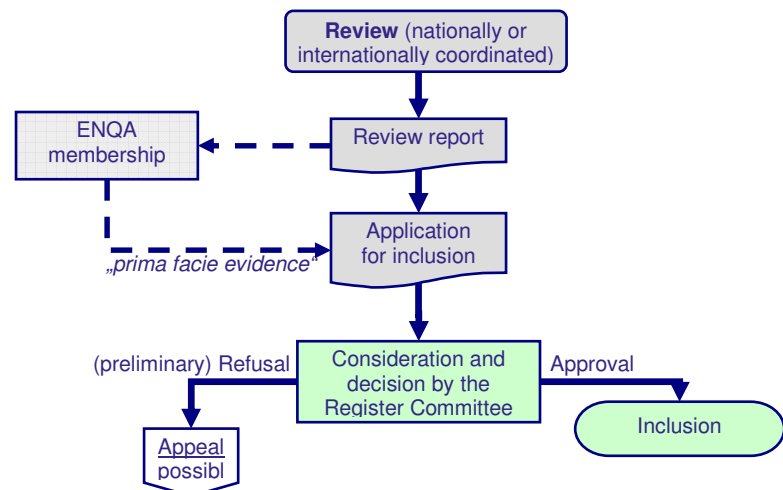 Review (nationally or
internationally coordinated)
ENQA
membership
Review report
Application
for inclusion
„prima facie evidence“
(preliminary) Refusal
Consideration and
decision by the
Register Committee
Approval
Inclusion
Appeal
possibl